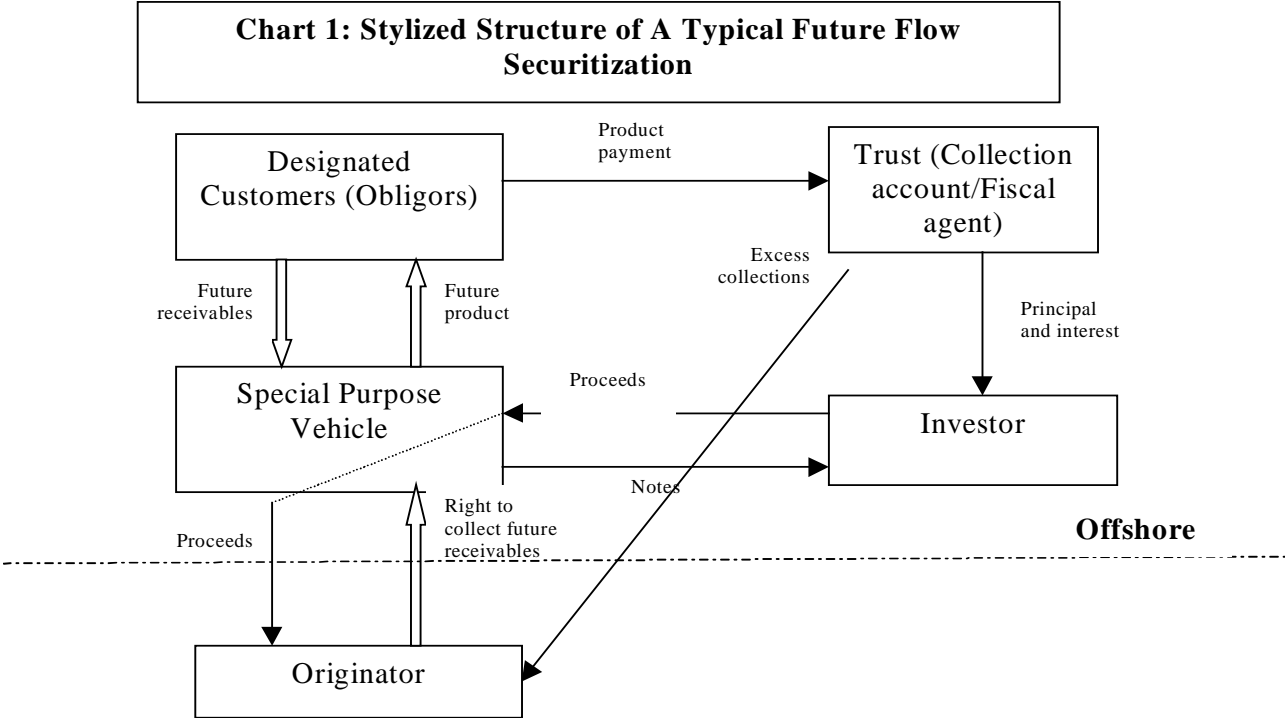 Chart 1: Stylized Structure of A Typical Future Flow
Securitization
Designated
Customers (Obligors)
Product
payment
Trust (Collection
account/Fiscal
agent)
Excess
collections
Future
receivables
Future
product
Principal
and interest
Special Purpose
Vehicle
Proceeds
Investor
Notes
Right to
collect future
receivables
Proceeds
Offshore
Originator